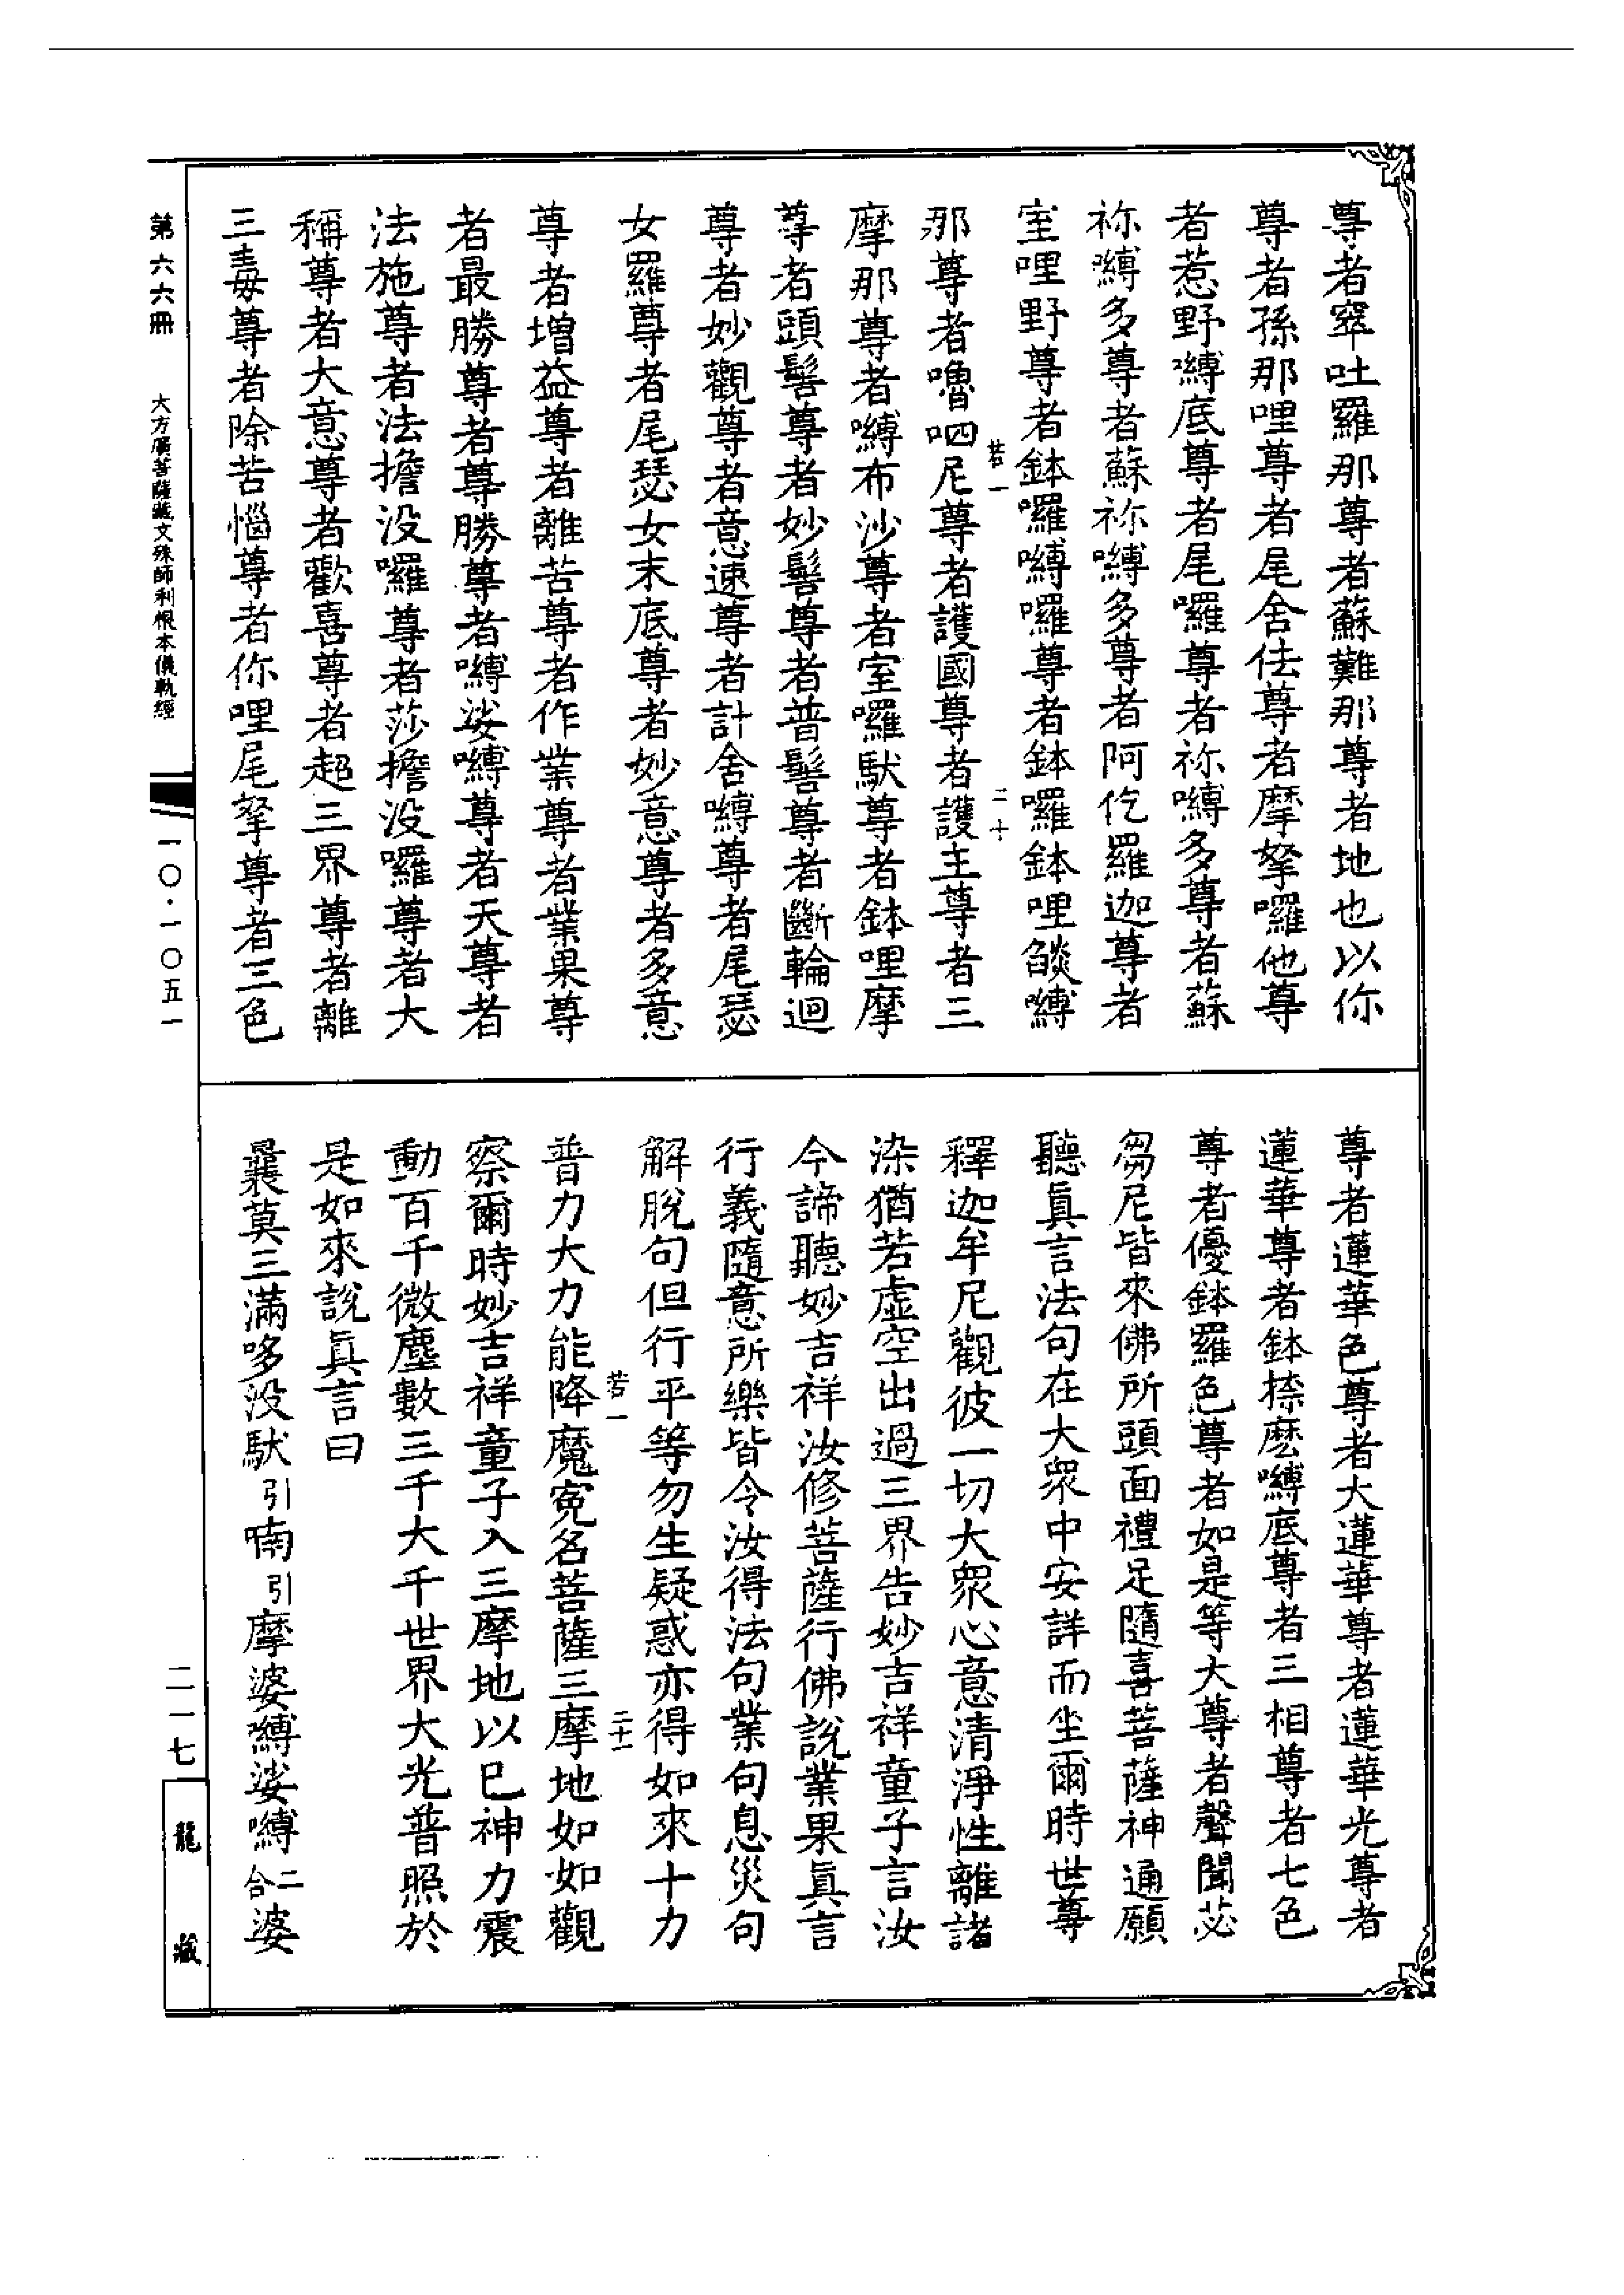 尊者窣吐羅那尊者蘇難那尊者地也以你
尊者孫那哩尊者尾舍佉尊者摩拏囉他尊
者惹野嚩底尊者尾囉尊者祢嚩多尊者蘇
祢嚩多尊者蘇祢嚩多尊者阿仡羅迦尊者
室哩野尊者鉢囉嚩囉尊者鉢囉鉢哩燄嚩
苦一
二十
那尊者嚕呬尼尊者護國尊者護主尊者三
摩那尊者嚩布沙尊者室囉馱尊者鉢哩摩
尊者頭髻尊者妙髻尊者普髻尊者斷輪迴
尊者妙觀尊者意速尊者計舍嚩尊者尾瑟
女羅尊者尾瑟女末底尊者妙意尊者多意
尊者增益尊者離苦尊者作業尊者業果尊
者最勝尊者尊勝尊者嚩娑嚩尊者天尊者
法施尊者法擔没囉尊者莎擔没囉尊者大
稱尊者大意尊者歡喜尊者超三界尊者離
三毒尊者除苦惱尊者你哩尾拏尊者三色
尊者蓮華色尊者大蓮華尊者蓮華光尊者
蓮華尊者鉢捺麽嚩底尊者三相尊者七色
尊者優鉢羅色尊者如是等大尊者聲聞苾
芻尼皆來佛所頭面禮足隨喜菩薩神通願
聽眞言法句在大衆中安詳而坐爾時世尊
釋迦牟尼觀彼一切大衆心意清淨性離諸
染猶若虛空出過三界告妙吉祥童子言汝
今諦聽妙吉祥汝修菩薩行佛說業果眞言
行義隨意所樂皆令汝得法句業句息災句
解脫句但行平等勿生疑惑亦得如來十力
苦一
二十一
普力大力能降魔寃名菩薩三摩地如如觀
察爾時妙吉祥童子入三摩地以巳神力震
動百千微塵數三千大千世界大光普照於
是如來說眞言曰
曩莫三滿哆没馱引喃引摩婆嚩娑嚩二合婆
第六六冊
大方廣菩薩藏文殊師利根本儀軌經
一〇·一〇五一
二一七
龍藏